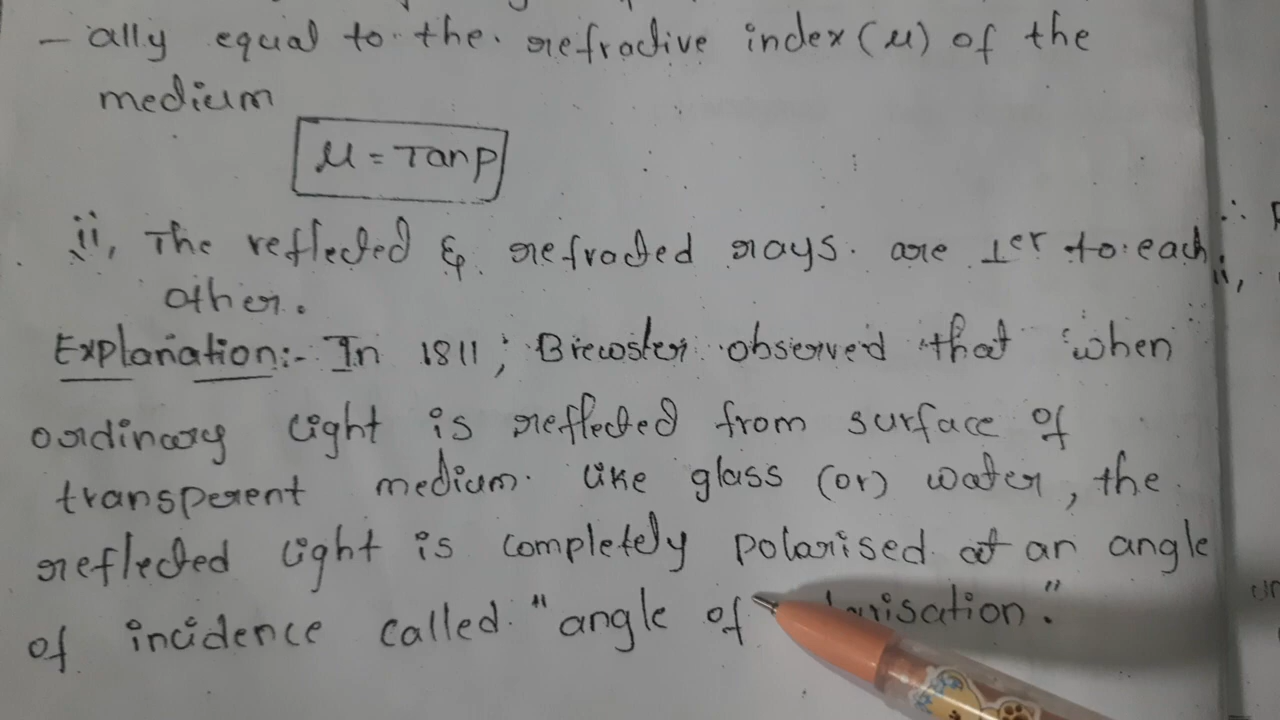 – ally equal to the. refractive index (μ) of the
medium
μ = Tan p
ii, The reflected & refracted rays. are ⊥er to each
other.
Explanation:- In 1811, Brewster observed that "when
oordinary light is reflected from surface of
transperent medium. like glass (or) water, the
reflected light is completely polarised at an angle
of incidence called "angle of